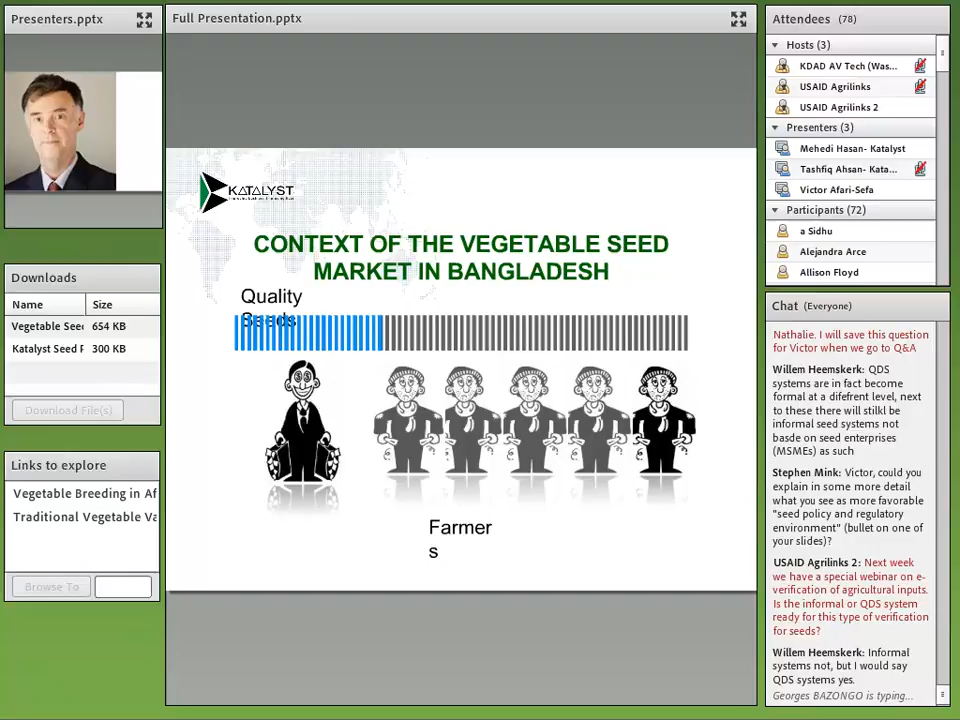 Presenters.pptx
Full Presentation.pptx
Attendees (78)
Hosts (3)
KDAD AV Tech (Was...
USAID Agrilinks
USAID Agrilinks 2
Presenters (3)
Mehedi Hasan- Katalyst
Tashfiq Ahsan- Kata...
Victor Afari-Sefa
Participants (72)
a Sidhu
Alejandra Arce
Allison Floyd
KATALYST
CONTEXT OF THE VEGETABLE SEED
MARKET IN BANGLADESH
Quality
Seeds
Farmer
s
Downloads
Name Size
Vegetable Seed 654 KB
Katalyst Seed P 300 KB
Download File(s)
Links to explore
Vegetable Breeding in Af
Traditional Vegetable Va
Browse To
Chat (Everyone)
Nathalie. I will save this question
for Victor when we go to Q&A
Willem Heemskerk: QDS
systems are in fact become
formal at a diferent level, next
to these there will stilkl be
informal seed systems not
basde on seed enterprises
(MSMEs) as such
Stephen Mink: Victor, could you
explain in some more detail
what you see as more favorable
"seed policy and regulatory
environment" (bullet on one of
your slides)?
USAID Agrilinks 2: Next week
we have a special webinar on e-
verification of agricultural inputs.
Is the informal or QDS system
ready for this type of verification
for seeds?
Willem Heemskerk: Informal
systems not, but I would say
QDS systems yes.
Georges BAZONGO is typing...